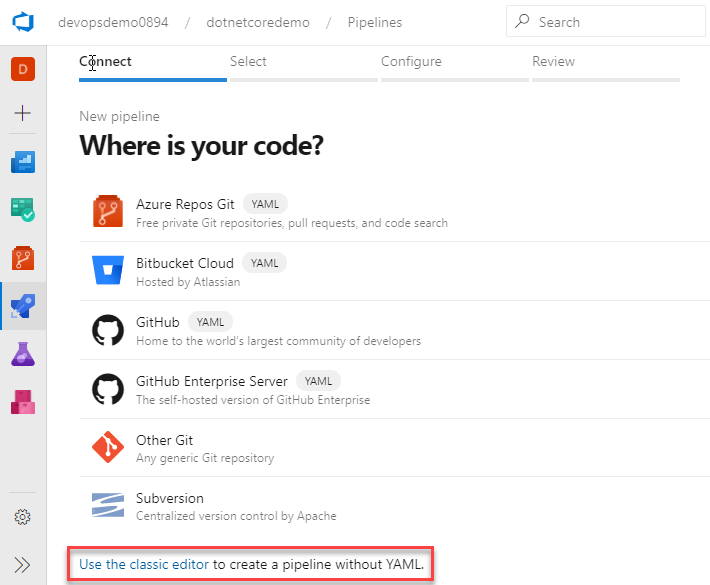 devopsdemo0894 / dotnetcoredemo / Pipelines
Search
D
Connect Select Configure Review
New pipeline
Where is your code?
Azure Repos Git YAML
Free private Git repositories, pull requests, and code search
Bitbucket Cloud YAML
Hosted by Atlassian
GitHub YAML
Home to the world's largest community of developers
GitHub Enterprise Server YAML
The self-hosted version of GitHub Enterprise
Other Git
Any generic Git repository
Subversion
Centralized version control by Apache
Use the classic editor to create a pipeline without YAML.